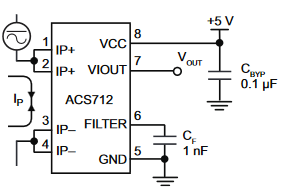 +5 V
1 IP+ VCC 8
2 IP+ VIOUT 7 VOUT
CBYP
0.1 µF
IP
ACS712
3 IP– FILTER 6
CF
1 nF
4 IP– GND 5